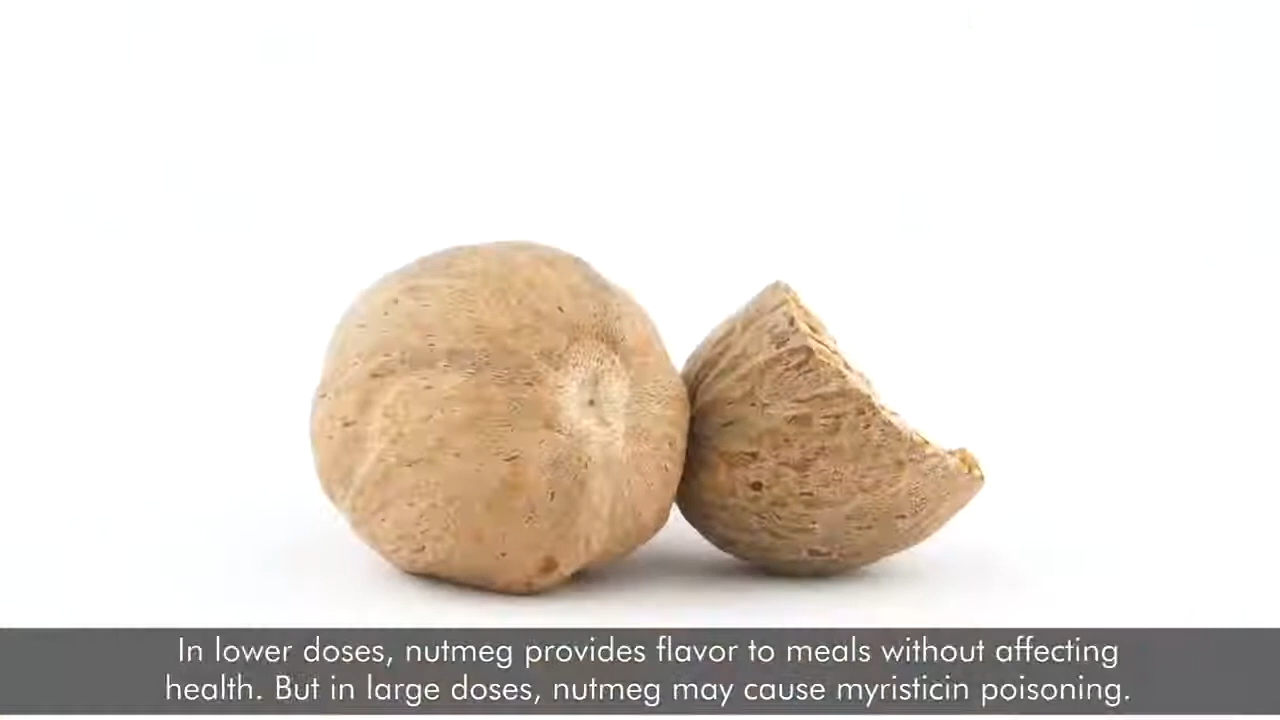 In lower doses, nutmeg provides flavor to meals without affecting
health. But in large doses, nutmeg may cause myristicin poisoning.